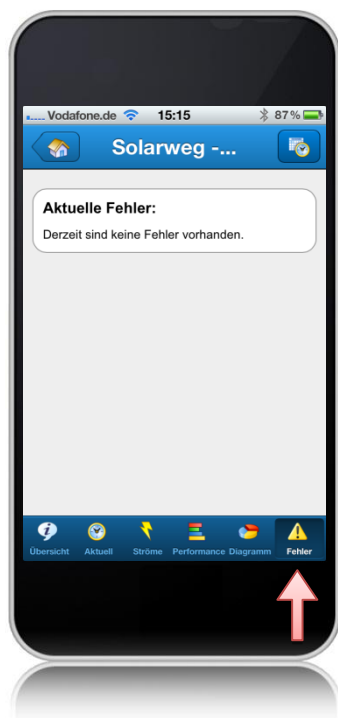 Vodafone.de 15:15 87%
Solarweg -...
Aktuelle Fehler:
Derzeit sind keine Fehler vorhanden.
Übersicht Aktuell Ströme Performance Diagramm Fehler